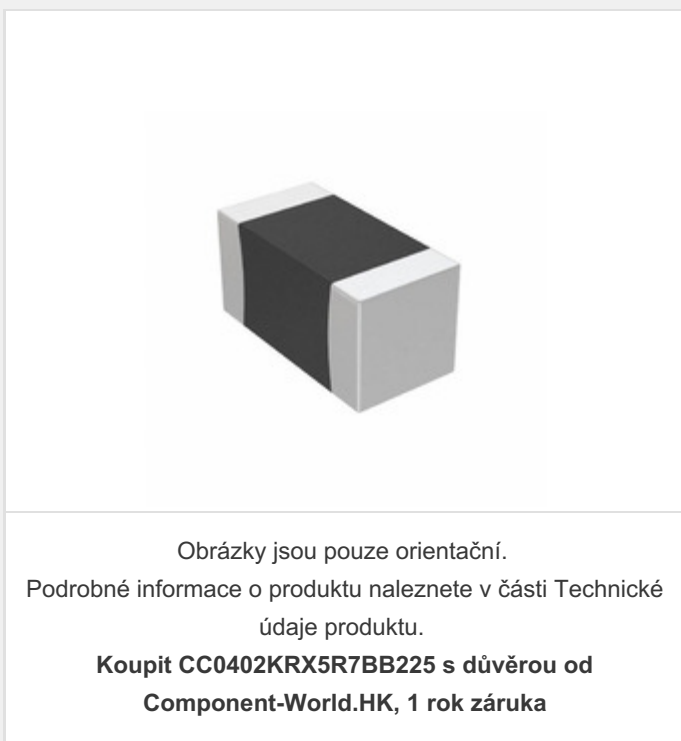 Obrázky jsou pouze orientační.
Podrobné informace o produktu naleznete v části Technické
údaje produktu.
Koupit CC0402KRX5R7BB225 s důvěrou od
Component-World.HK, 1 rok záruka